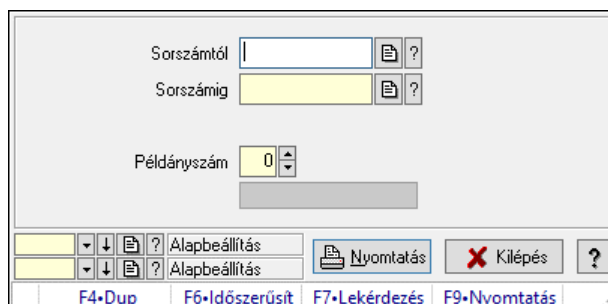 Sorszámtól ?
Sorszámig ?
Példányszám 0
? Alapbeállítás
? Alapbeállítás
Nyomtatás Kilépés ?
F4•Dup F6•Időszerűsít F7•Lekérdezés F9•Nyomtatás